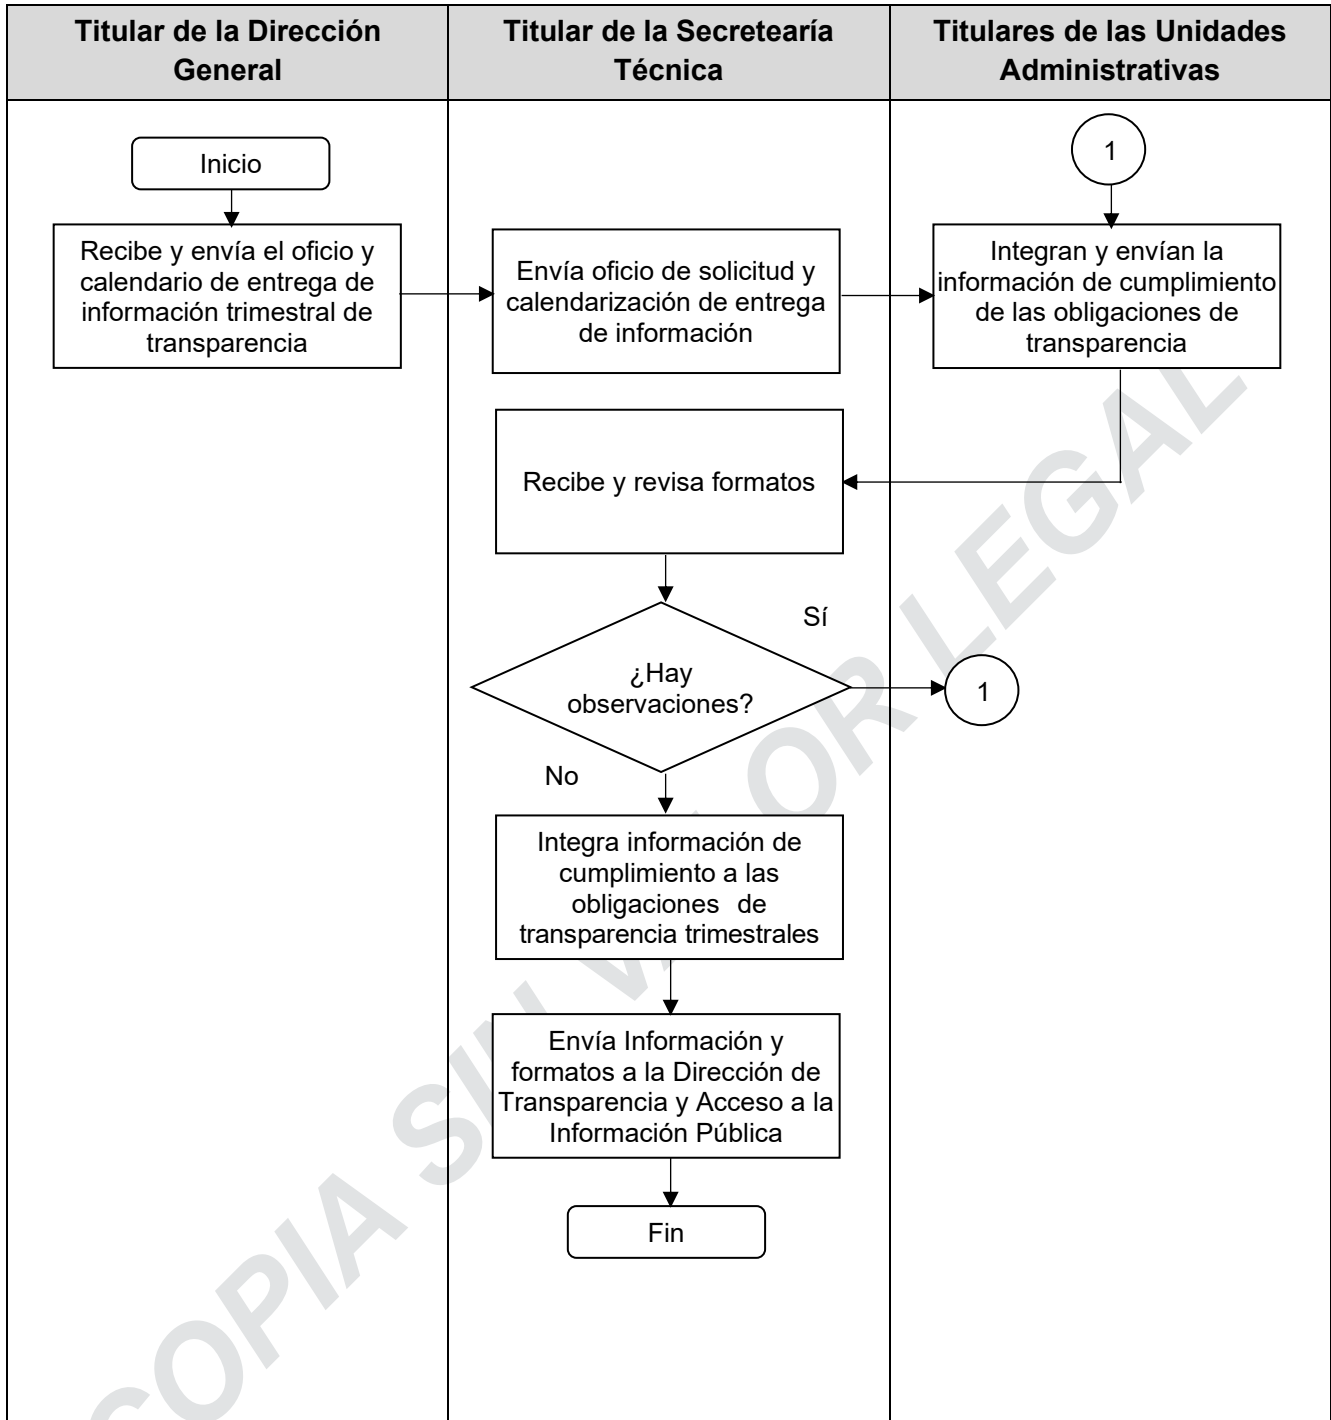 Titular de la Dirección
General
Titular de la Secretearía
Técnica
Titulares de las Unidades
Administrativas
Inicio
1
Recibe y envía el oficio y
calendario de entrega de
información trimestral de
transparencia
Envía oficio de solicitud y
calendarización de entrega
de información
Integran y envían la
información de cumplimiento
de las obligaciones de
transparencia
Recibe y revisa formatos
Sí
¿Hay
observaciones?
1
No
Integra información de
cumplimiento a las
obligaciones de
transparencia trimestrales
Envía Información y
formatos a la Dirección de
Transparencia y Acceso a la
Información Pública
Fin
COPIA SIN VALOR LEGAL